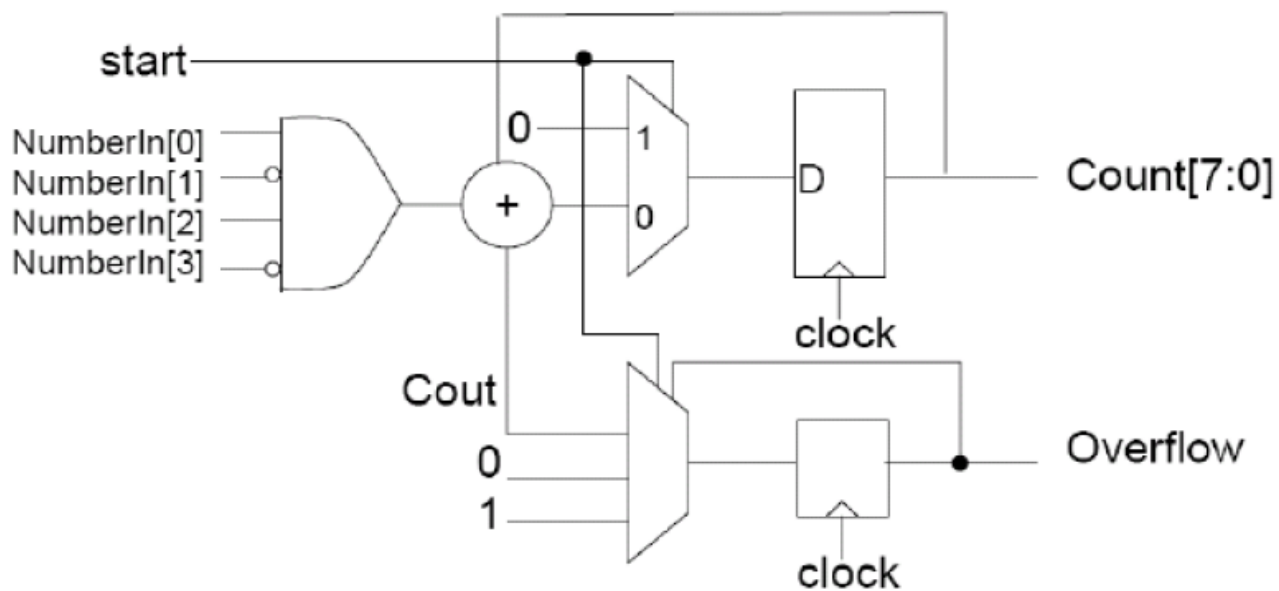 start
NumberIn[0]
NumberIn[1]
NumberIn[2]
NumberIn[3]
0
1
+
0
D
Count[7:0]
clock
Cout
0
1
Overflow
clock